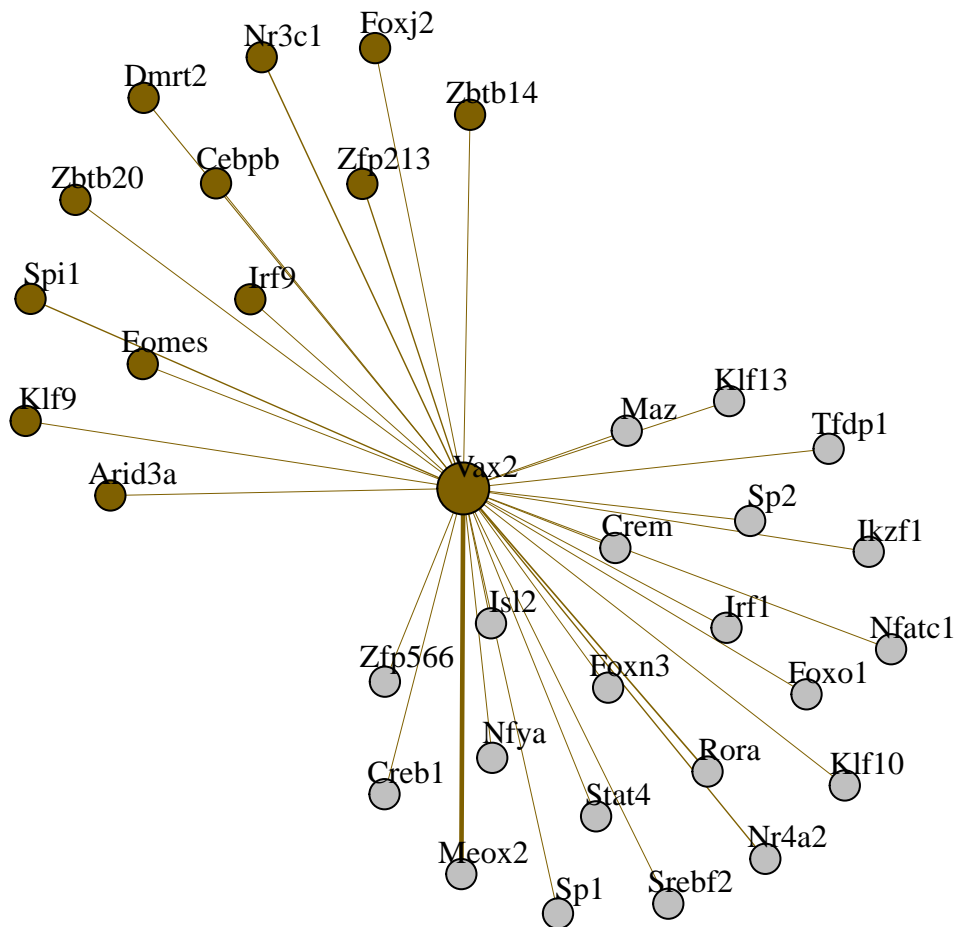 Nr3c1
Foxj2
Dmrt2
Zbtb14
Cebpb
Zfp213
Zbtb20
Spi1
Irf9
Eomes
Klf9
Klf13
Maz
Tfdp1
Arid3a
Vax2
Sp2
Crem
Ikzf1
Isl2
Irf1
Nfatc1
Zfp566
Foxn3
Foxo1
Nfya
Rora
Klf10
Creb1
Stat4
Nr4a2
Meox2
Sp1
Srebf2